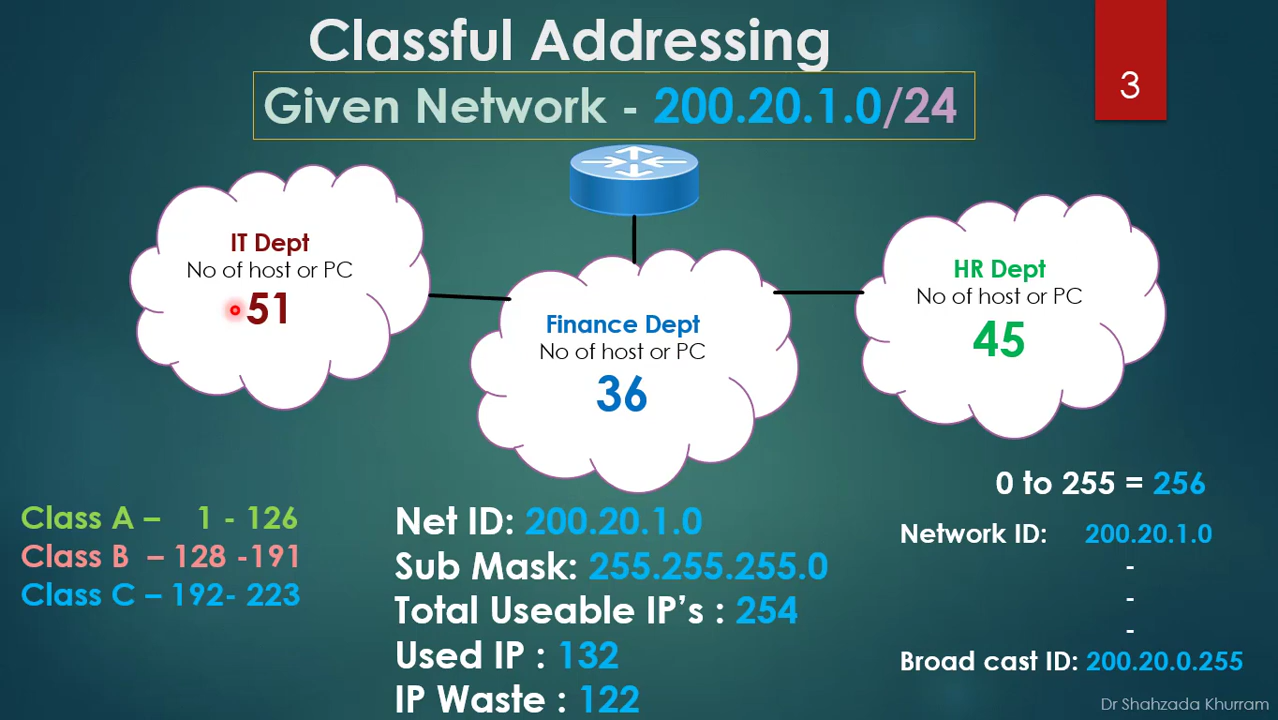 Classful Addressing
Given Network - 200.20.1.0/24
3
IT Dept
No of host or PC
51
Finance Dept
No of host or PC
36
HR Dept
No of host or PC
45
Class A – 1 - 126
Class B – 128 -191
Class C – 192- 223
Net ID: 200.20.1.0
Sub Mask: 255.255.255.0
Total Useable IP’s : 254
Used IP : 132
IP Waste : 122
0 to 255 = 256
Network ID: 200.20.1.0
-
-
-
Broad cast ID: 200.20.0.255
Dr Shahzada Khurram